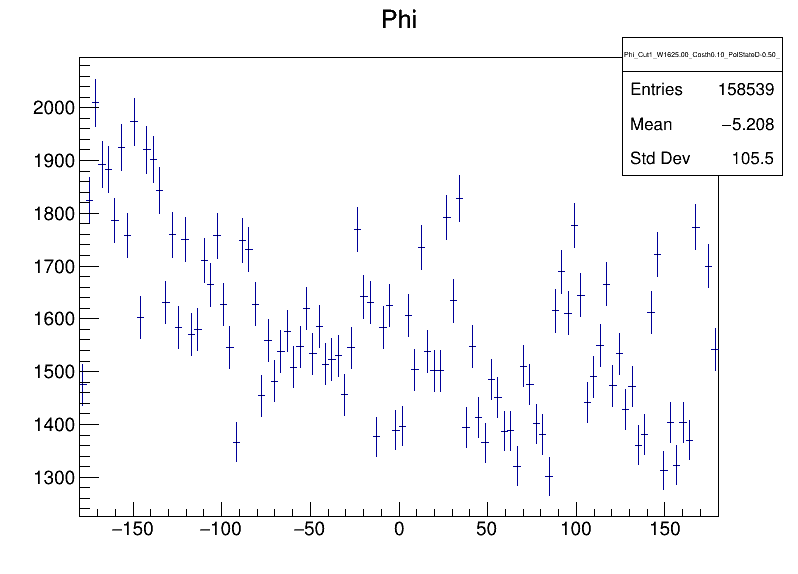 Phi
Phi_Cut1_W1625.00_Costh0.10_PolStateD-0.50_
Entries 158539
Mean −5.208
Std Dev 105.5
2000
1900
1800
1700
1600
1500
1400
1300
−150 −100 −50 0 50 100 150